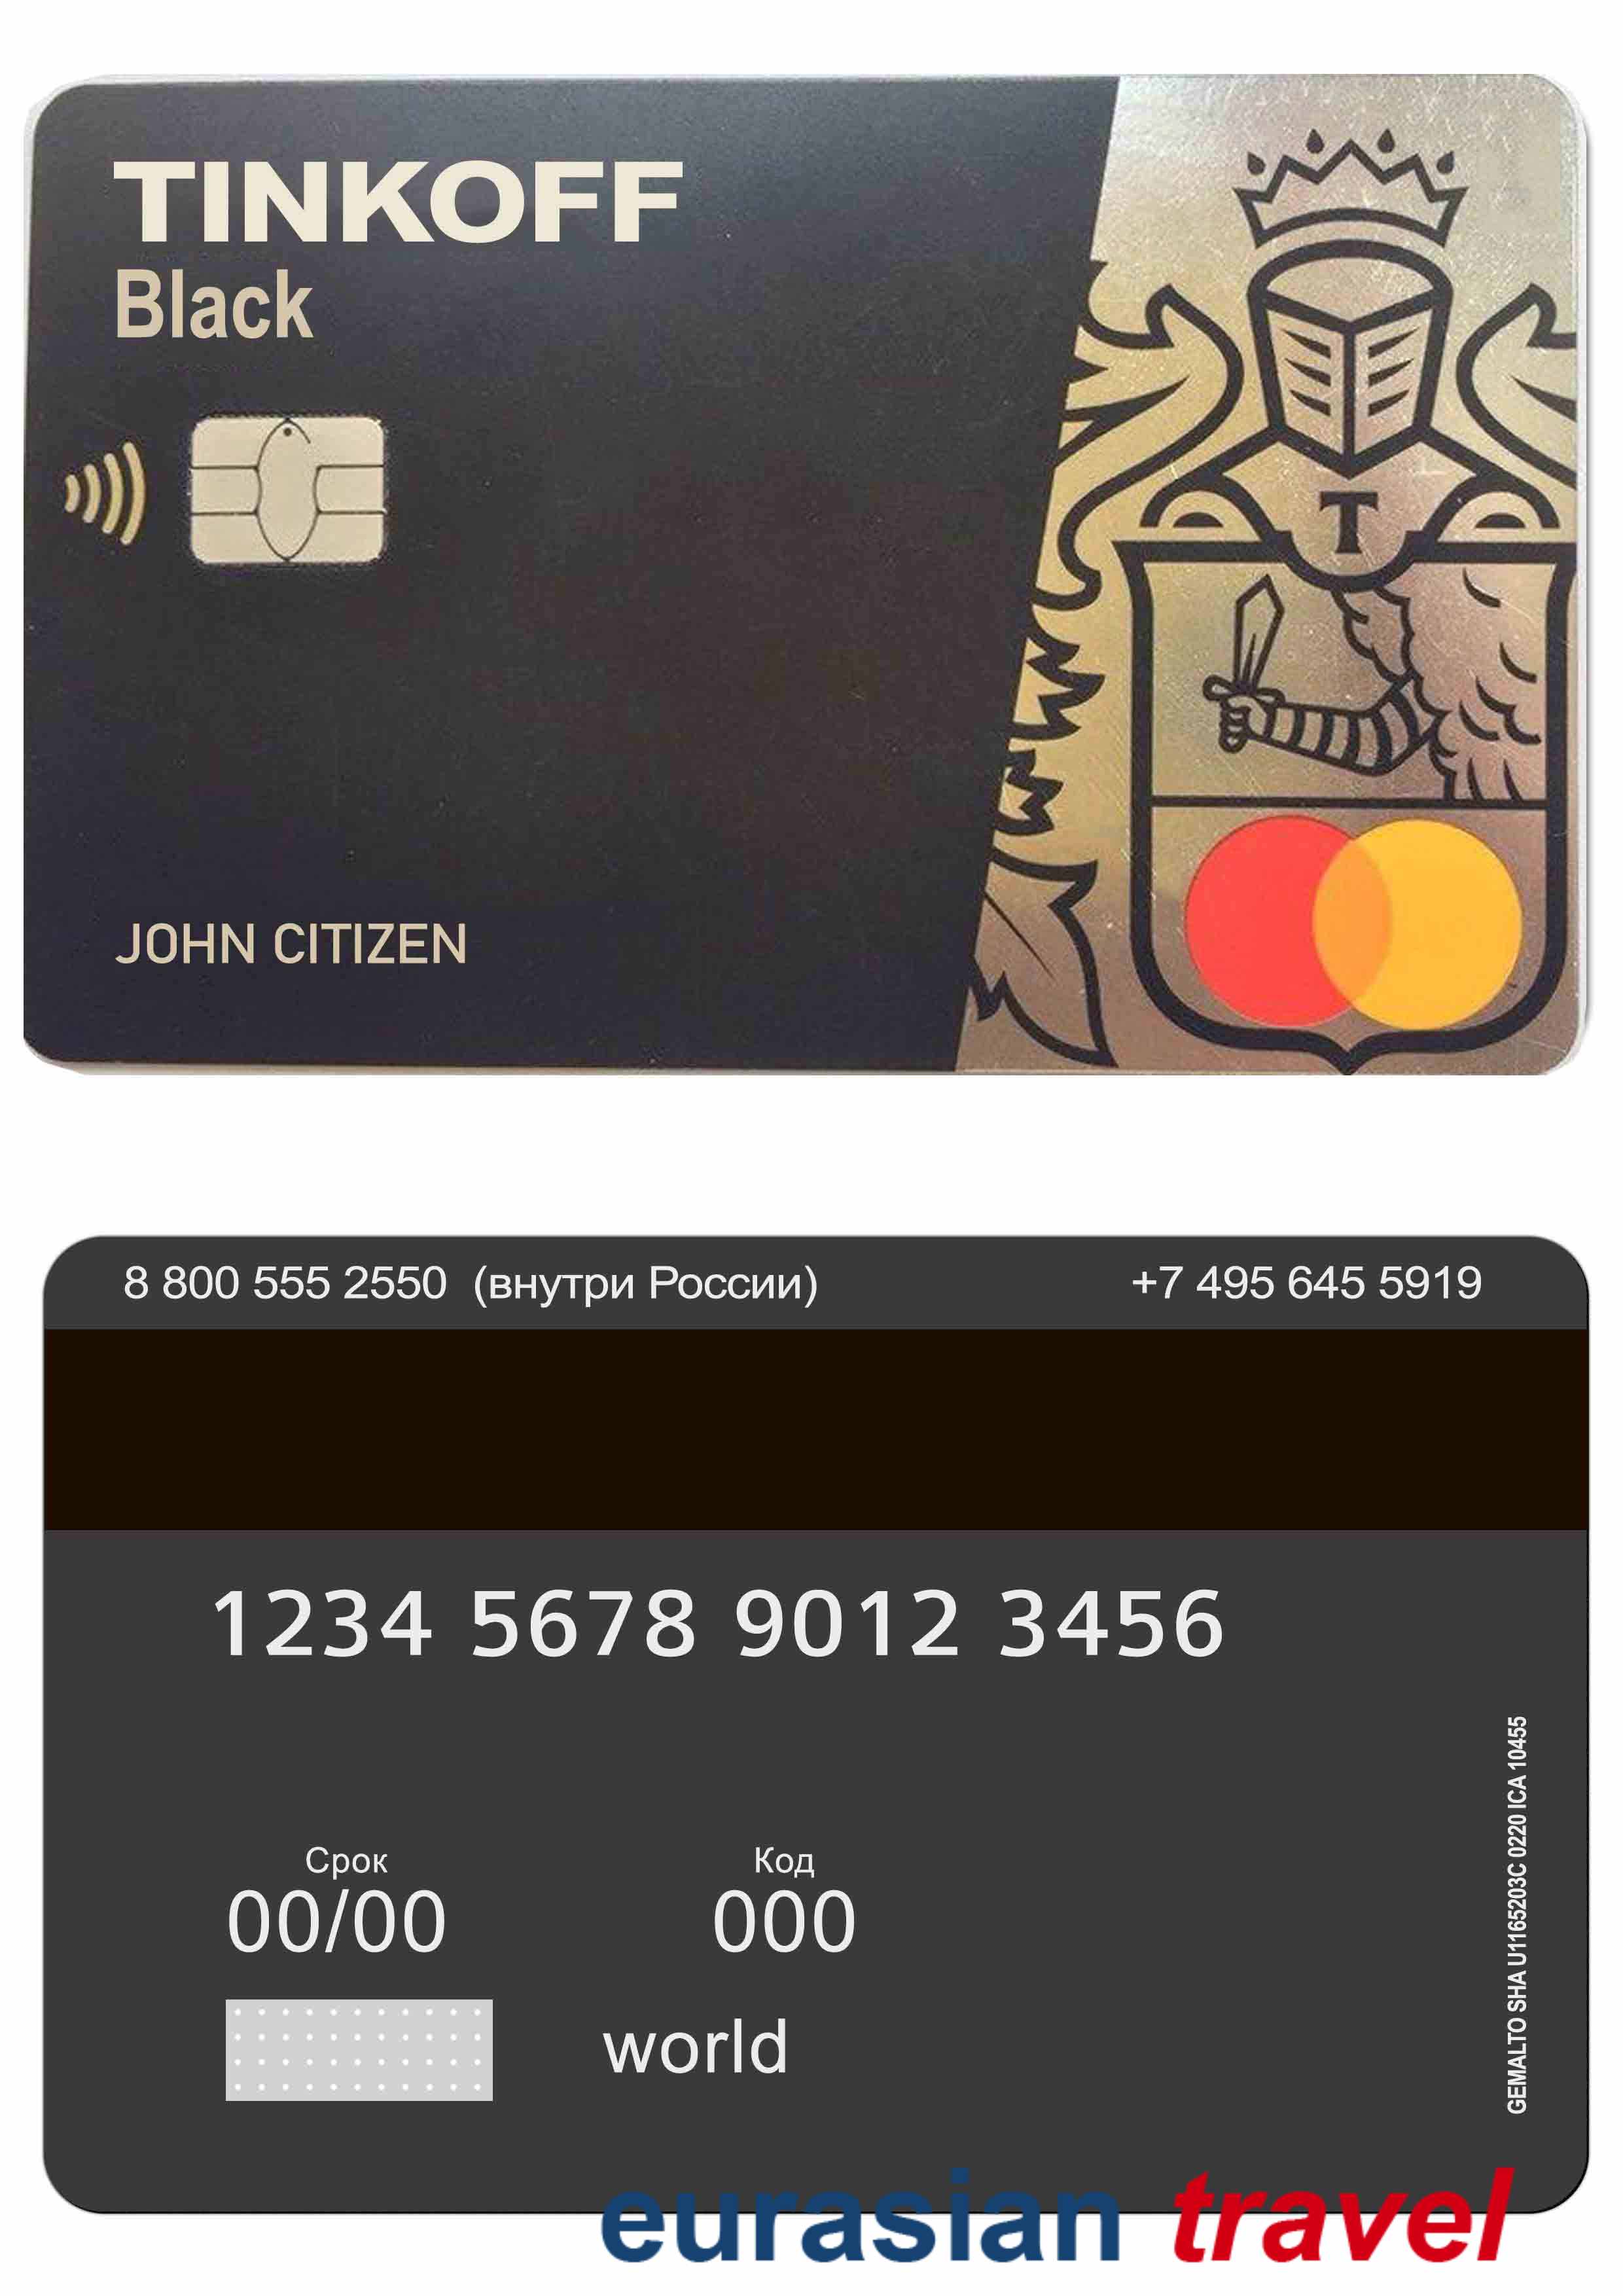 TINKOFF
Black
T
JOHN CITIZEN
8 800 555 2550 (внутри России) +7 495 645 5919
1234 5678 9012 3456
Срок Код
00/00 000
world
GEMALTO SHA U1165203C 0220 ICA 10455
eurasian travel